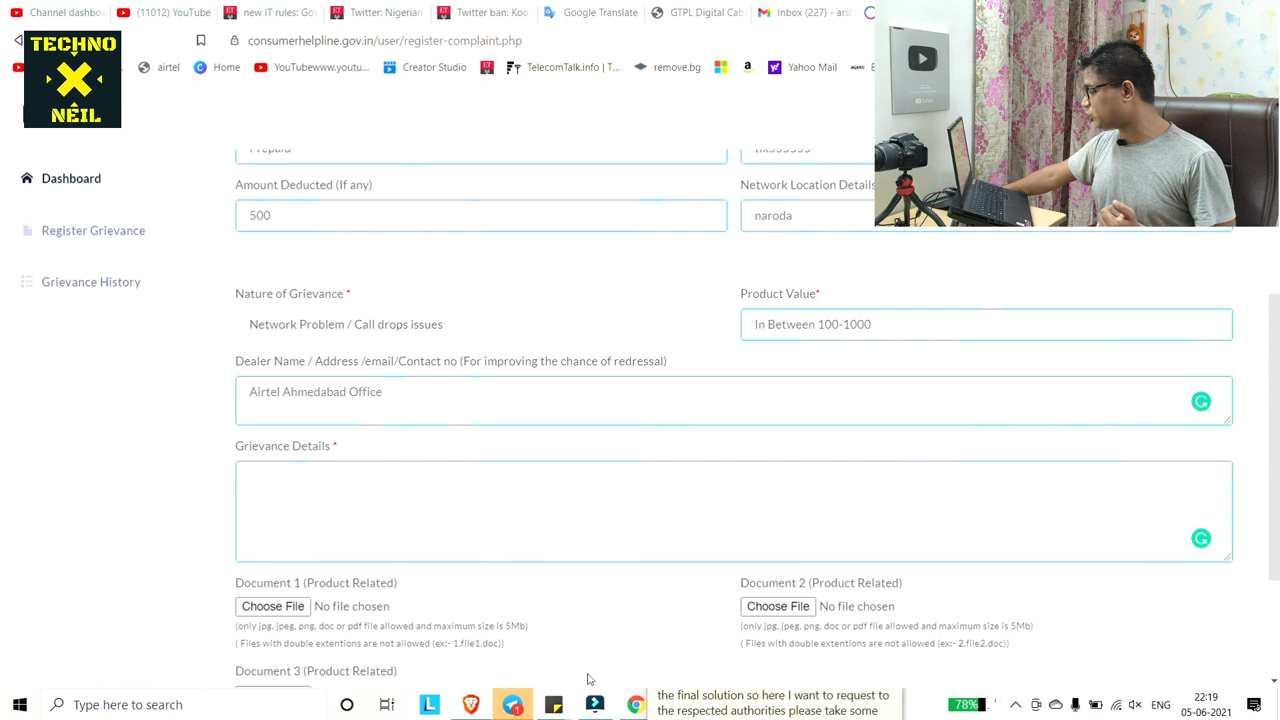 Channel dashboa
(11012) YouTube
new IT rules: Gov
Twitter: Nigerian
Twitter ban: Koo
Google Translate
GTPL Digital Cabl
Inbox (227) - arsh
consumerhelpline.gov.in/user/register-complaint.php
TECHNO
NEIL
airtel
Home
YouTubewww.youtu...
Creator Studio
TelecomTalk.info | T...
remove.bg
Yahoo Mail
Prepaid
Dashboard
Amount Deducted (If any)
Network Location Details
500
naroda
Register Grievance
Grievance History
Nature of Grievance *
Product Value*
Network Problem / Call drops issues
In Between 100-1000
Dealer Name / Address /email/Contact no (For improving the chance of redressal)
Airtel Ahmedabad Office
Grievance Details *
Document 1 (Product Related)
Document 2 (Product Related)
Choose File No file chosen
Choose File No file chosen
(only jpg, jpeg, png, doc or pdf file allowed and maximum size is 5Mb)
(only jpg, jpeg, png, doc or pdf file allowed and maximum size is 5Mb)
( Files with double extentions are not allowed (ex:- 1.file1.doc))
( Files with double extentions are not allowed (ex:- 2.file2.doc))
Document 3 (Product Related)
Type here to search
the final solution so here I want to request to
the respected authorities please take some
78%
ENG
22:19
05-06-2021